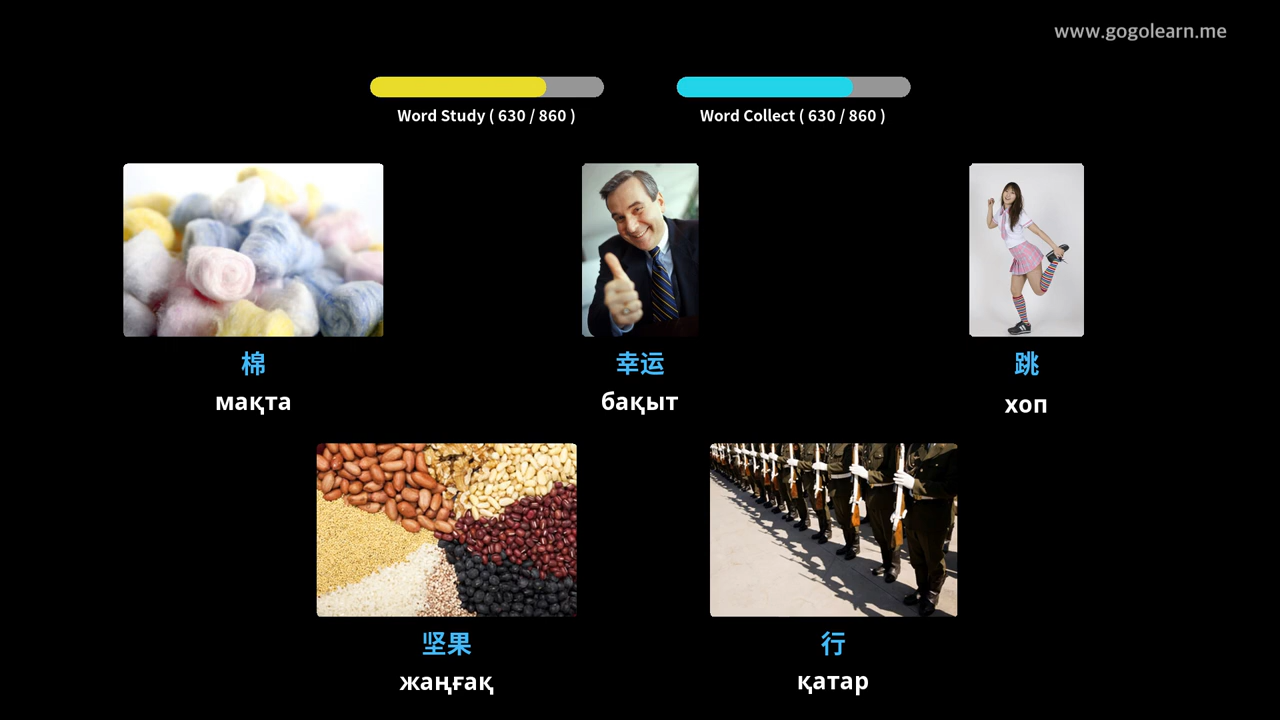 www.gogolearn.me
Word Study ( 630 / 860 )
Word Collect ( 630 / 860 )
棉
мақта
幸运
бақыт
跳
хоп
坚果
жаңғақ
行
қатар